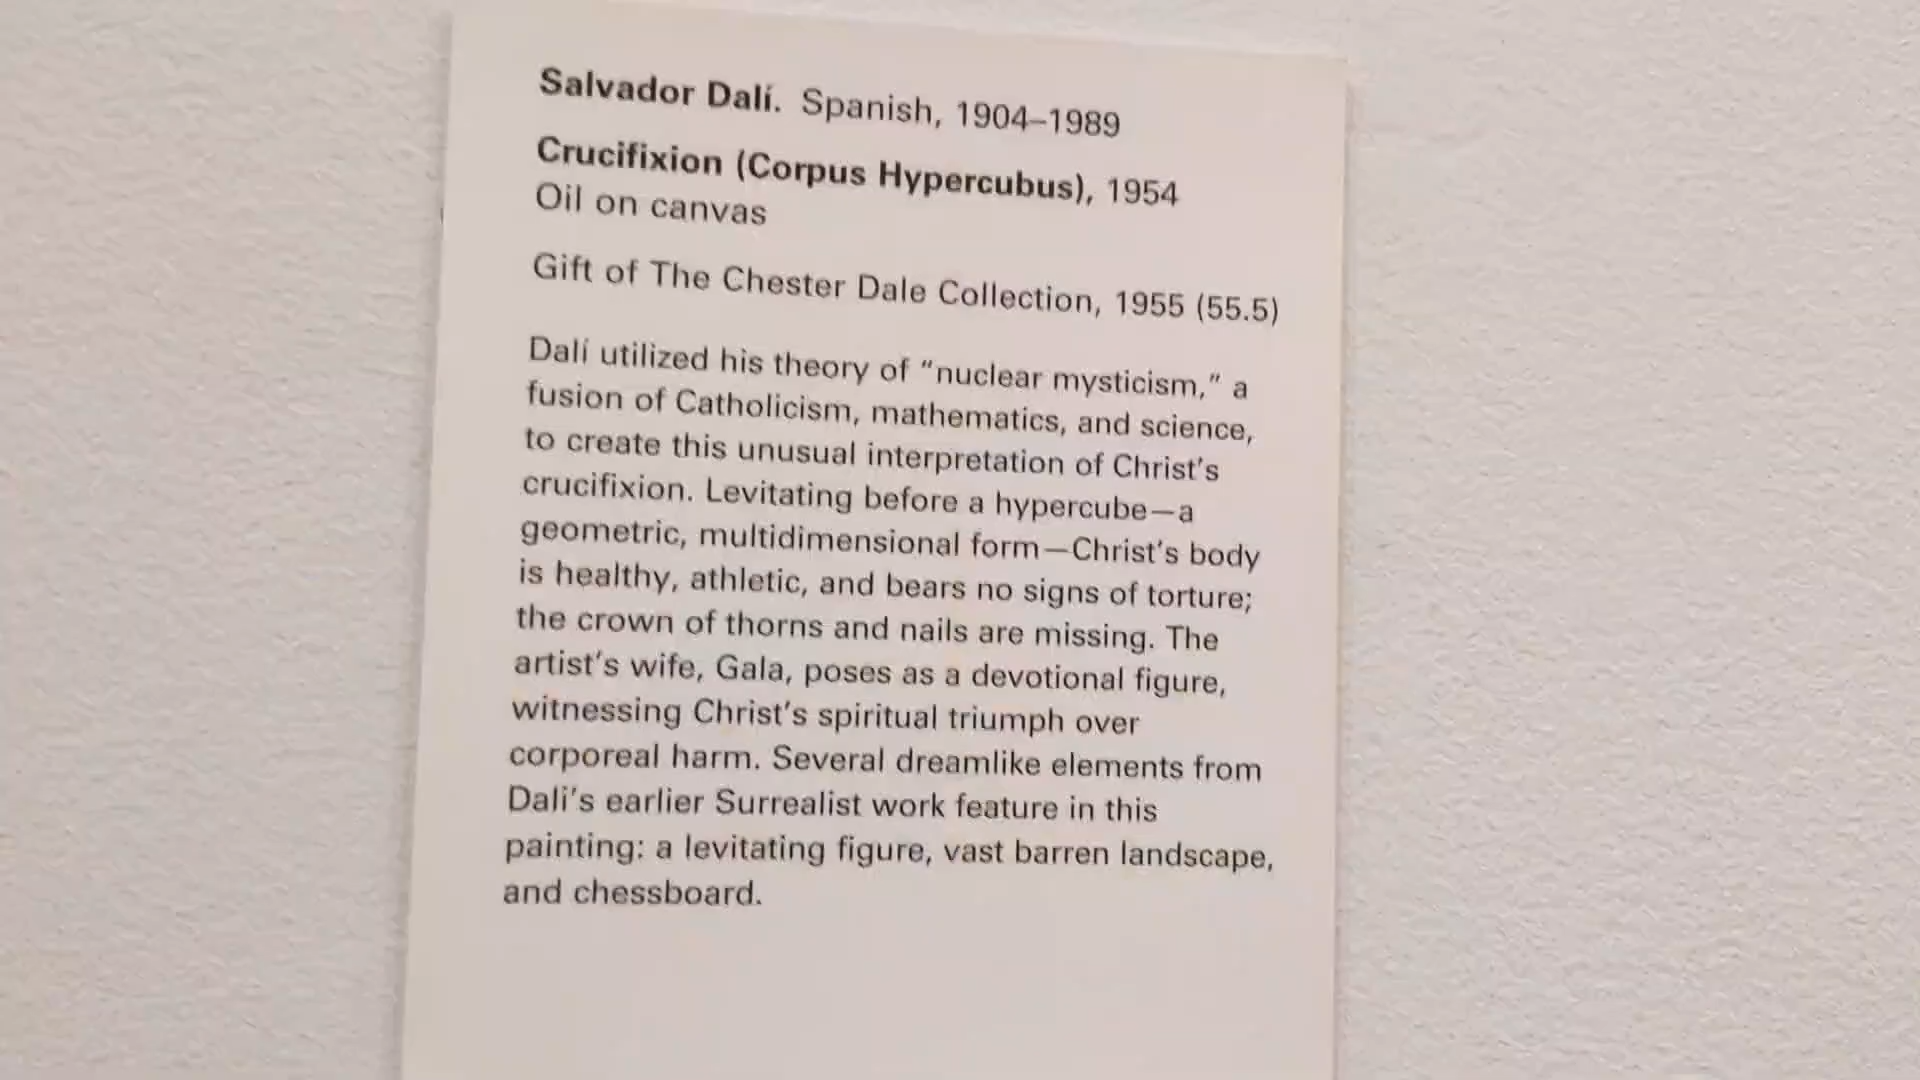 Salvador Dalí. Spanish, 1904–1989
Crucifixion (Corpus Hypercubus), 1954
Oil on canvas
Gift of The Chester Dale Collection, 1955 (55.5)
Dalí utilized his theory of “nuclear mysticism,” a
fusion of Catholicism, mathematics, and science,
to create this unusual interpretation of Christ’s
crucifixion. Levitating before a hypercube—a
geometric, multidimensional form—Christ’s body
is healthy, athletic, and bears no signs of torture;
the crown of thorns and nails are missing. The
artist’s wife, Gala, poses as a devotional figure,
witnessing Christ’s spiritual triumph over
corporeal harm. Several dreamlike elements from
Dalí’s earlier Surrealist work feature in this
painting: a levitating figure, vast barren landscape,
and chessboard.